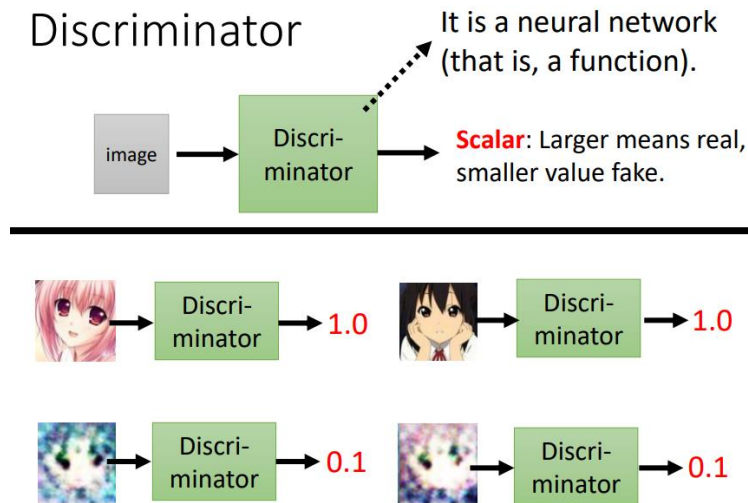 Discriminator
It is a neural network
(that is, a function).
image
Discri-
minator
Scalar: Larger means real,
smaller value fake.
Discri-
minator
1.0
Discri-
minator
1.0
Discri-
minator
0.1
Discri-
minator
0.1